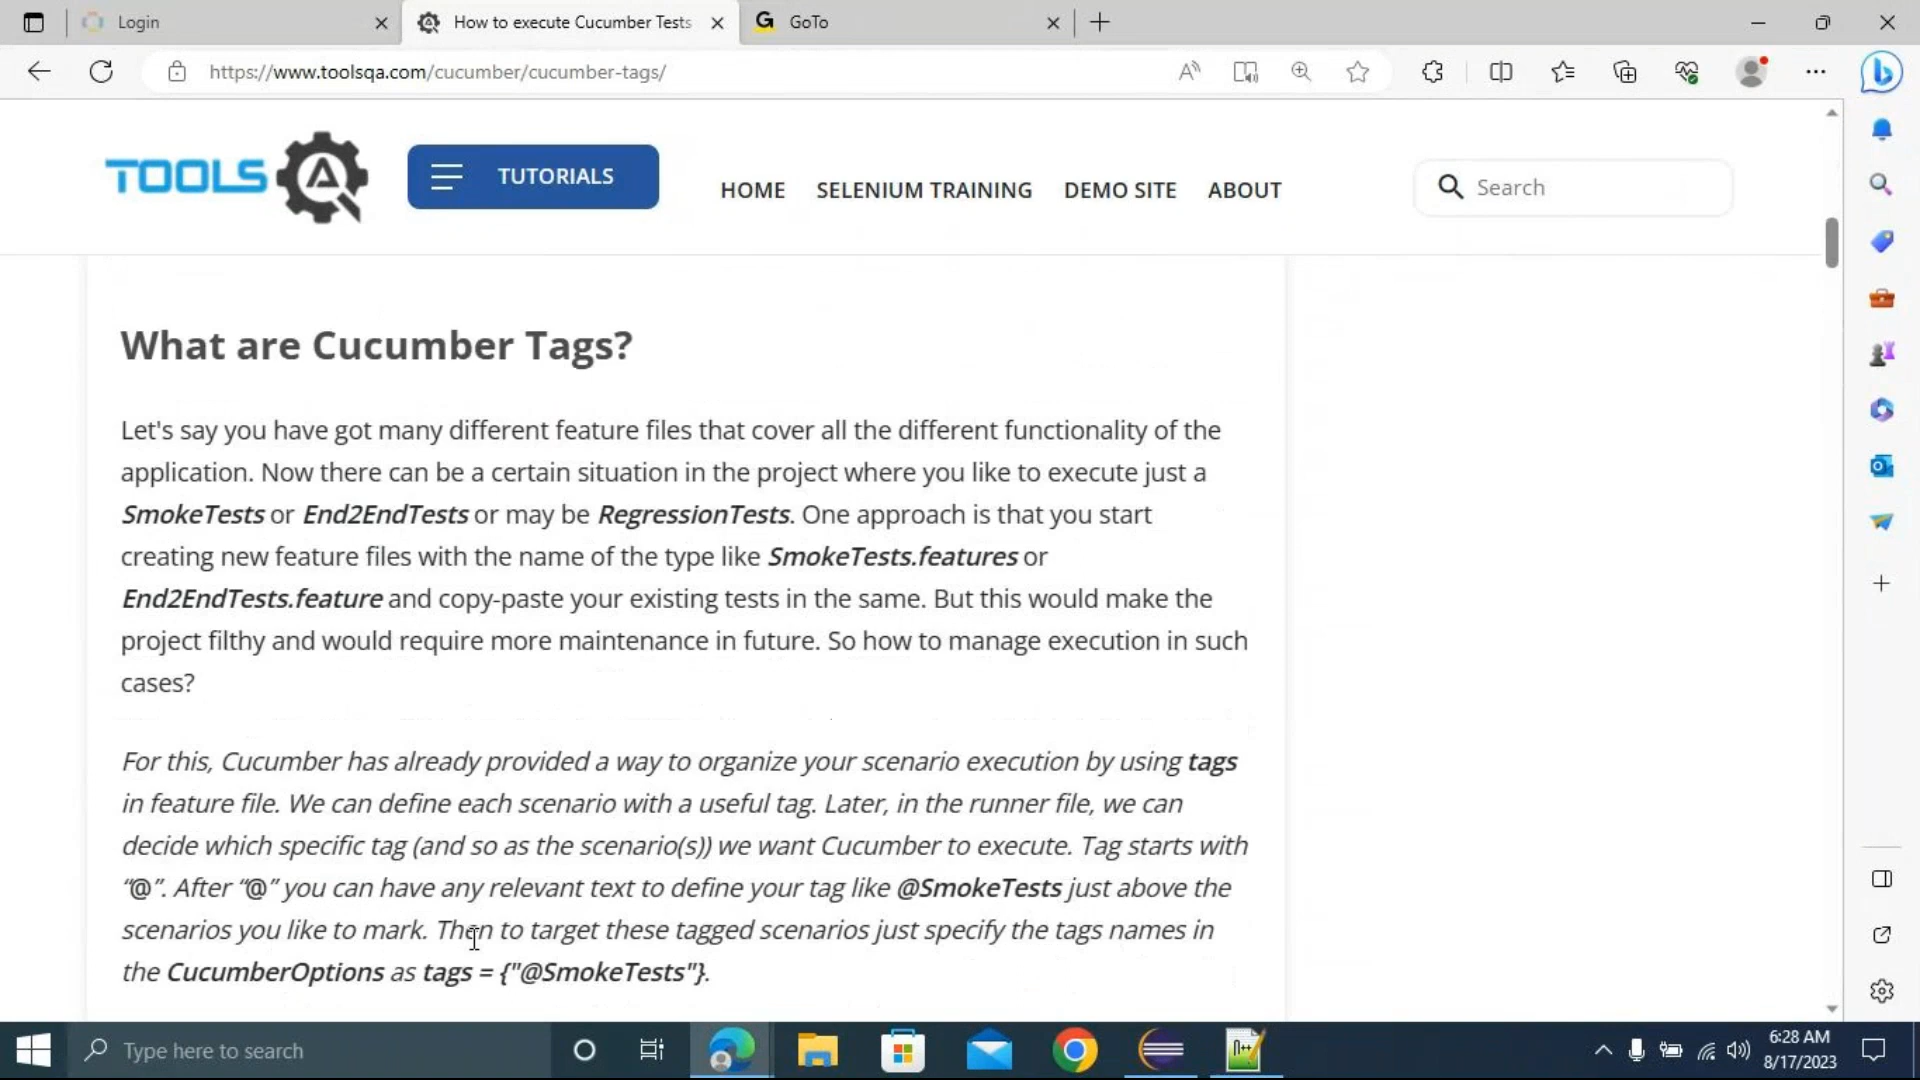 Login
How to execute Cucumber Tests
GoTo
https://www.toolsqa.com/cucumber/cucumber-tags/
TOOLS QA
TUTORIALS
HOME
SELENIUM TRAINING
DEMO SITE
ABOUT
Search
What are Cucumber Tags?
Let's say you have got many different feature files that cover all the different functionality of the
application. Now there can be a certain situation in the project where you like to execute just a
SmokeTests or End2EndTests or may be RegressionTests. One approach is that you start
creating new feature files with the name of the type like SmokeTests.features or
End2EndTests.feature and copy-paste your existing tests in the same. But this would make the
project filthy and would require more maintenance in future. So how to manage execution in such
cases?
For this, Cucumber has already provided a way to organize your scenario execution by using tags
in feature file. We can define each scenario with a useful tag. Later, in the runner file, we can
decide which specific tag (and so as the scenario(s)) we want Cucumber to execute. Tag starts with
“@”. After “@” you can have any relevant text to define your tag like @SmokeTests just above the
scenarios you like to mark. Then to target these tagged scenarios just specify the tags names in
the CucumberOptions as tags = {"@SmokeTests"}.
Type here to search
6:28 AM
8/17/2023